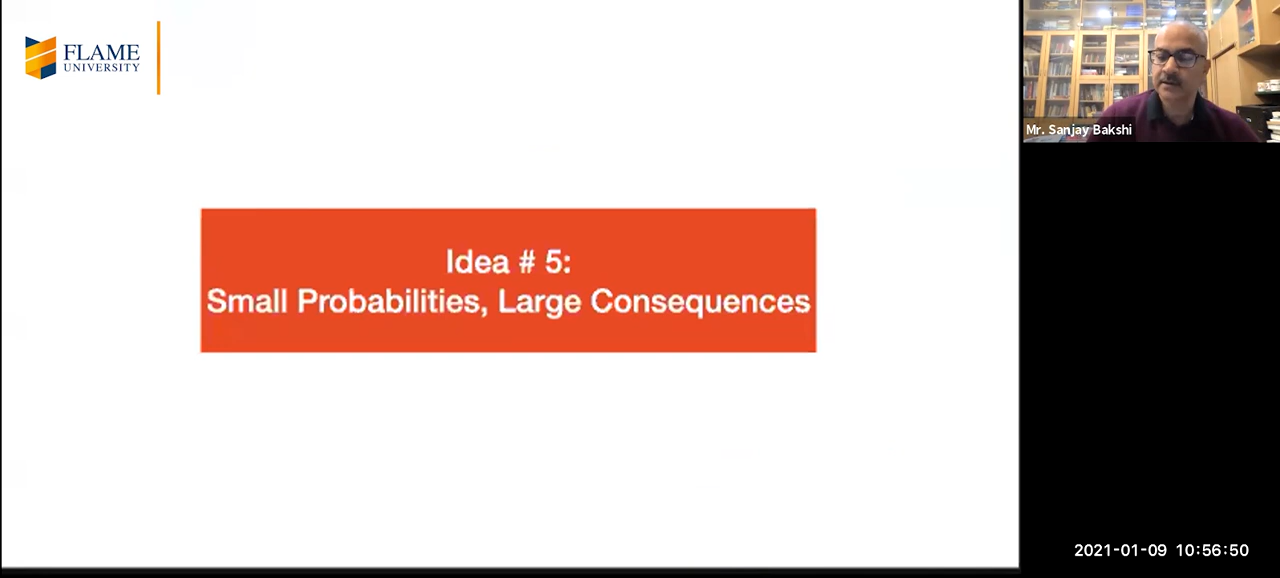 FLAME
UNIVERSITY
Idea # 5:
Small Probabilities, Large Consequences
Mr. Sanjay Bakshi
2021-01-09 10:56:50